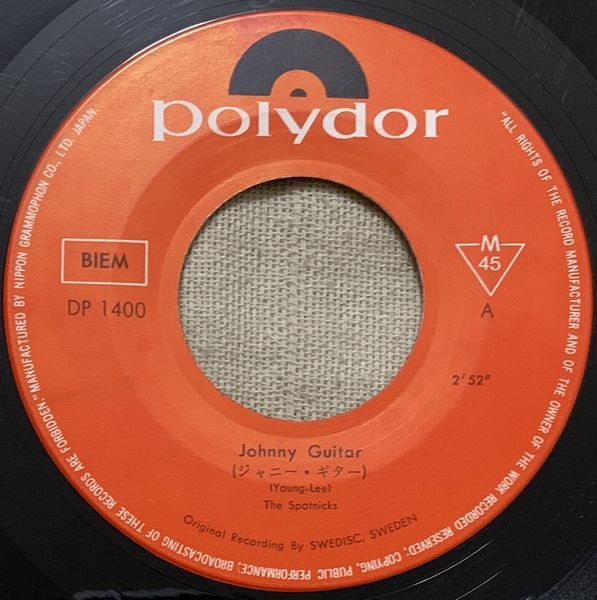 polydor
BIEM
DP 1400
M
45
A
2'52"
Johnny Guitar
(ジャニー・ギター)
(Young-Lee)
The Spotnicks
Original Recording By SWEDISC, SWEDEN
"ALL RIGHTS OF THE RECORD MANUFACTURER AND OF THE OWNER OF THE WORK RECORDED RESERVED; COPYING, PUBLIC PERFORMANCE, BROADCASTING OF THESE RECORDS ARE FORBIDDEN." MANUFACTURED BY NIPPON GRAMMOPHON CO., LTD. JAPAN.